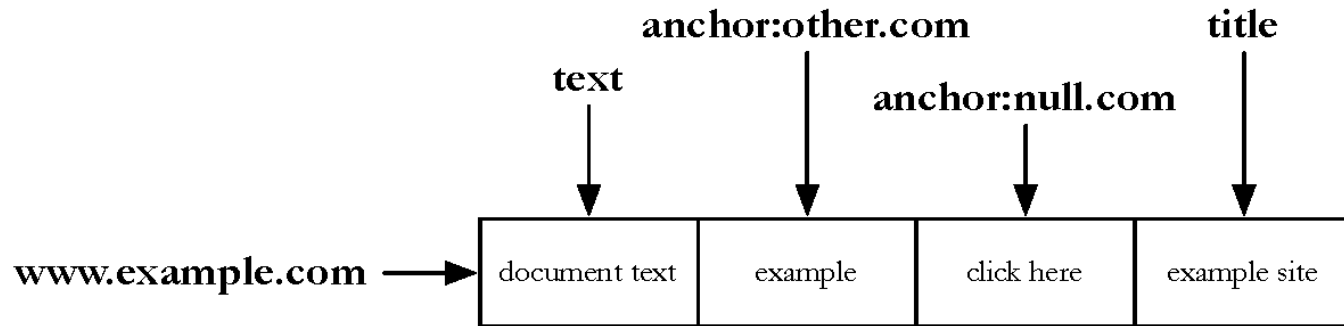 anchor:other.com
title
text
anchor:null.com
www.example.com
document text
example
click here
example site